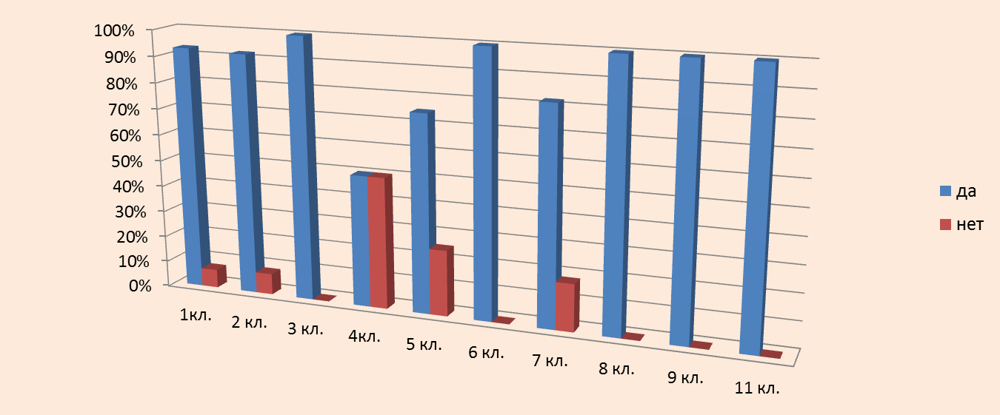 100%
90%
80%
70%
60%
50%
40%
30%
20%
10%
0%
1кл.
2 кл.
3 кл.
4кл.
5 кл.
6 кл.
7 кл.
8 кл.
9 кл.
11 кл.
да
нет